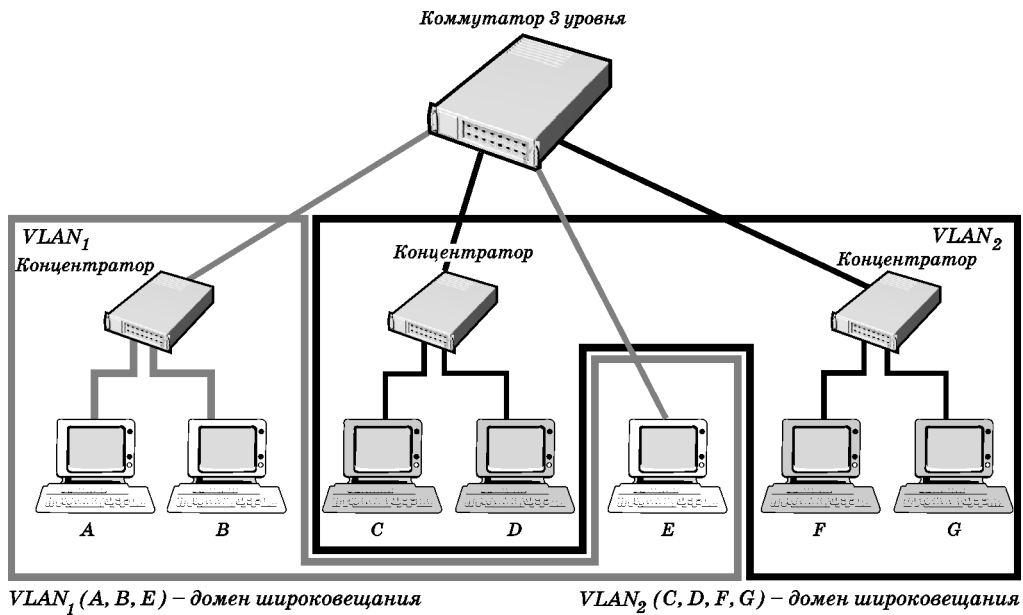 Коммутатор 3 уровня
VLAN1
Концентратор
Концентратор
VLAN2
Концентратор
A
B
C
D
E
F
G
VLAN1 (A, B, E) – домен широковещания
VLAN2 (C, D, F, G) – домен широковещания